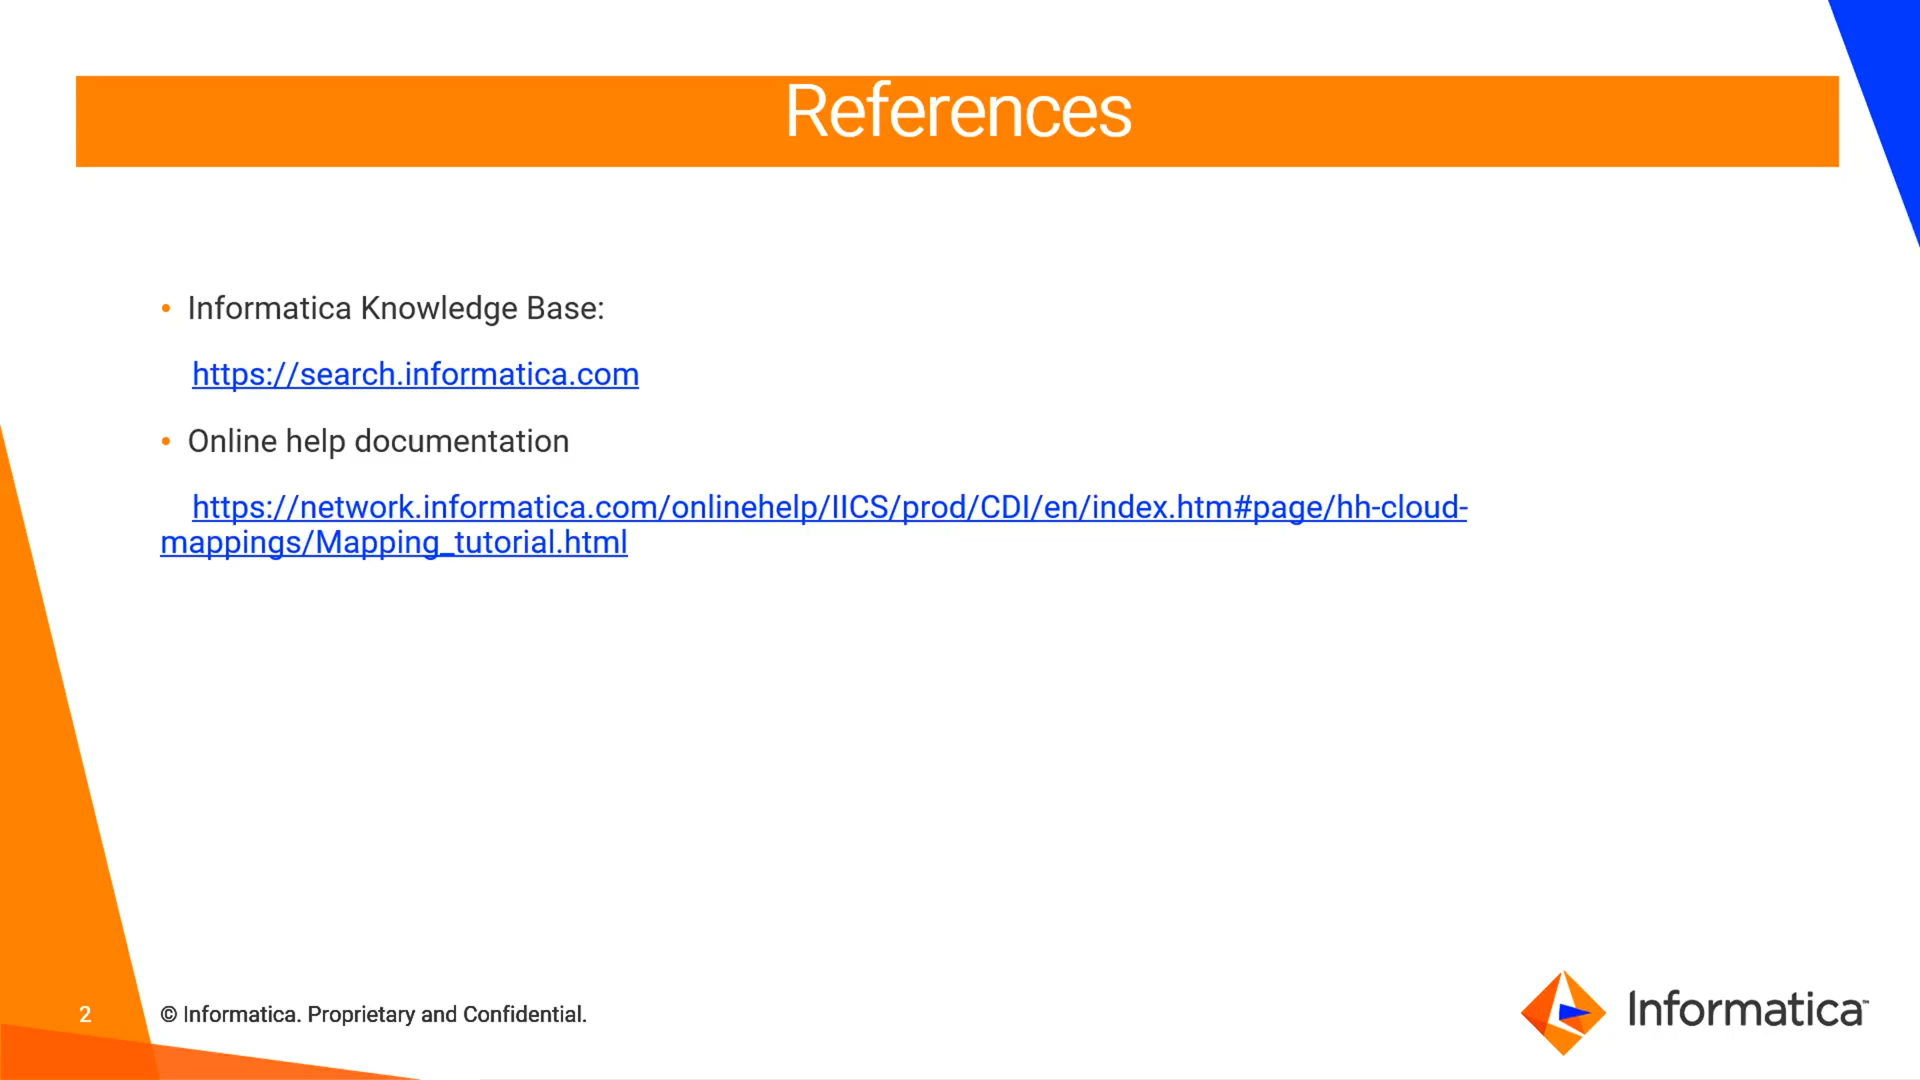 References
• Informatica Knowledge Base:
https://search.informatica.com
• Online help documentation
https://network.informatica.com/onlinehelp/IICS/prod/CDI/en/index.htm#page/hh-cloud-
mappings/Mapping_tutorial.html
2
© Informatica. Proprietary and Confidential.
Informatica™